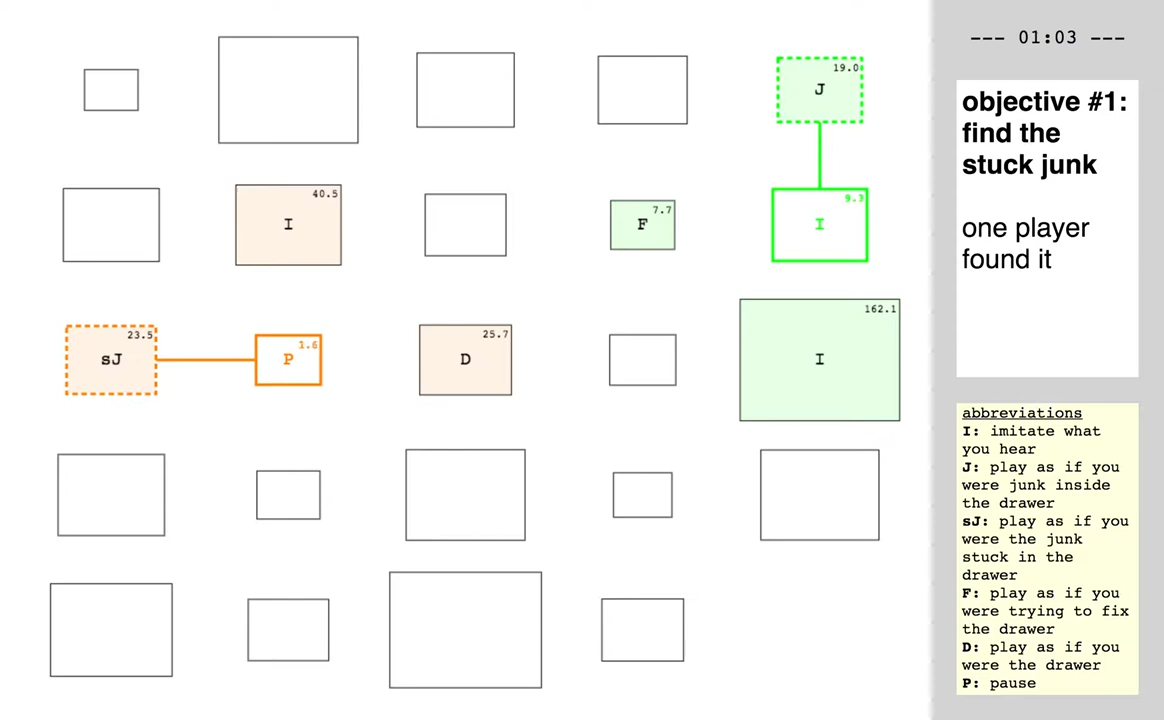 --- 01:03 ---
19.0
J
40.5
I
7.7
F
9.3
I
23.5
sJ
1.6
P
25.7
D
162.1
I
objective #1:
find the
stuck junk
one player
found it
abbreviations
I: imitate what
you hear
J: play as if you
were junk inside
the drawer
sJ: play as if you
were the junk
stuck in the
drawer
F: play as if you
were trying to fix
the drawer
D: play as if you
were the drawer
P: pause